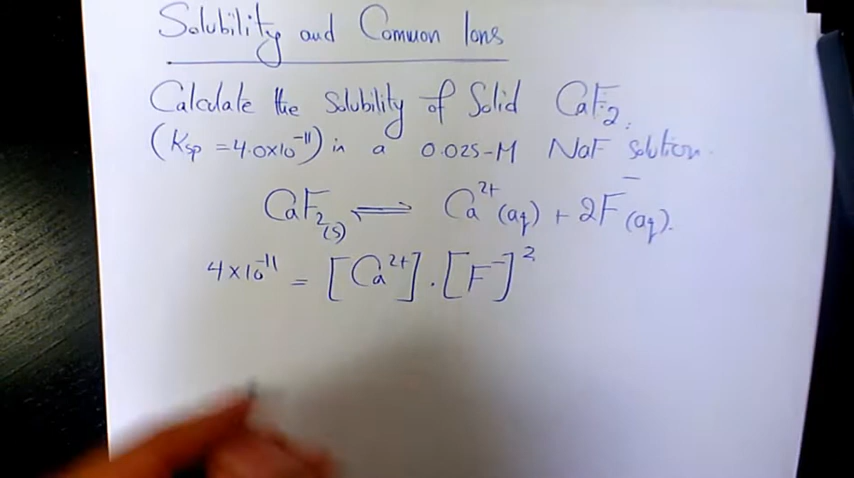 Solubility and Common Ions
Calculate the Solubility of Solid CaF₂.
(Ksp = 4.0x10⁻¹¹) in a 0.025-M NaF solution.
CaF₂(s) ⇌ Ca²⁺(aq) + 2F⁻(aq).
4x10⁻¹¹ = [Ca²⁺] . [F⁻]²